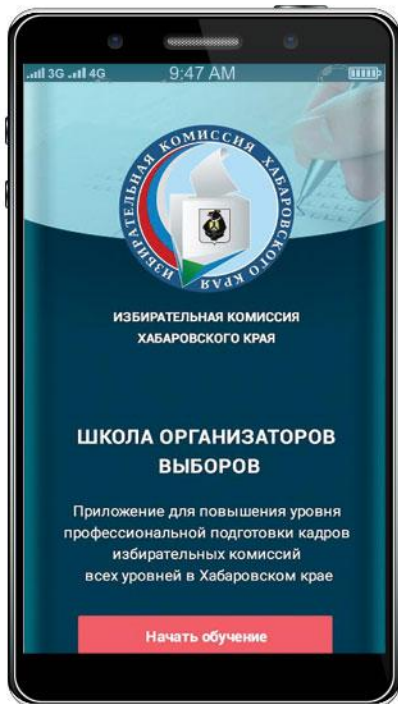 3G 4G 9:47 AM
ИЗБИРАТЕЛЬНАЯ КОМИССИЯ ХАБАРОВСКОГО КРАЯ
ИЗБИРАТЕЛЬНАЯ КОМИССИЯ
ХАБАРОВСКОГО КРАЯ
ШКОЛА ОРГАНИЗАТОРОВ
ВЫБОРОВ
Приложение для повышения уровня
профессиональной подготовки кадров
избирательных комиссий
всех уровней в Хабаровском крае
Начать обучение